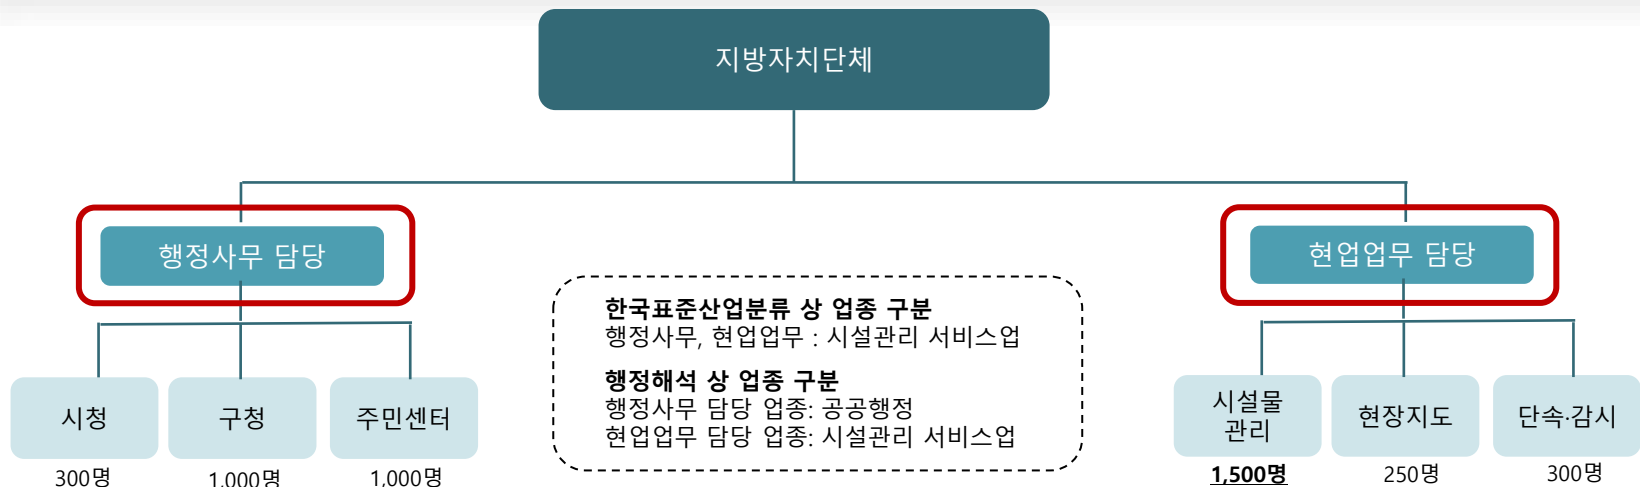 지방자치단체
행정사무 담당
현업업무 담당
한국표준산업분류 상 업종 구분
행정사무, 현업업무 : 시설관리 서비스업
행정해석 상 업종 구분
행정사무 담당 업종: 공공행정
현업업무 담당 업종: 시설관리 서비스업
시청
구청
주민센터
시설물
관리
현장지도
단속·감시
300명
1,000명
1,000명
1,500명
250명
300명